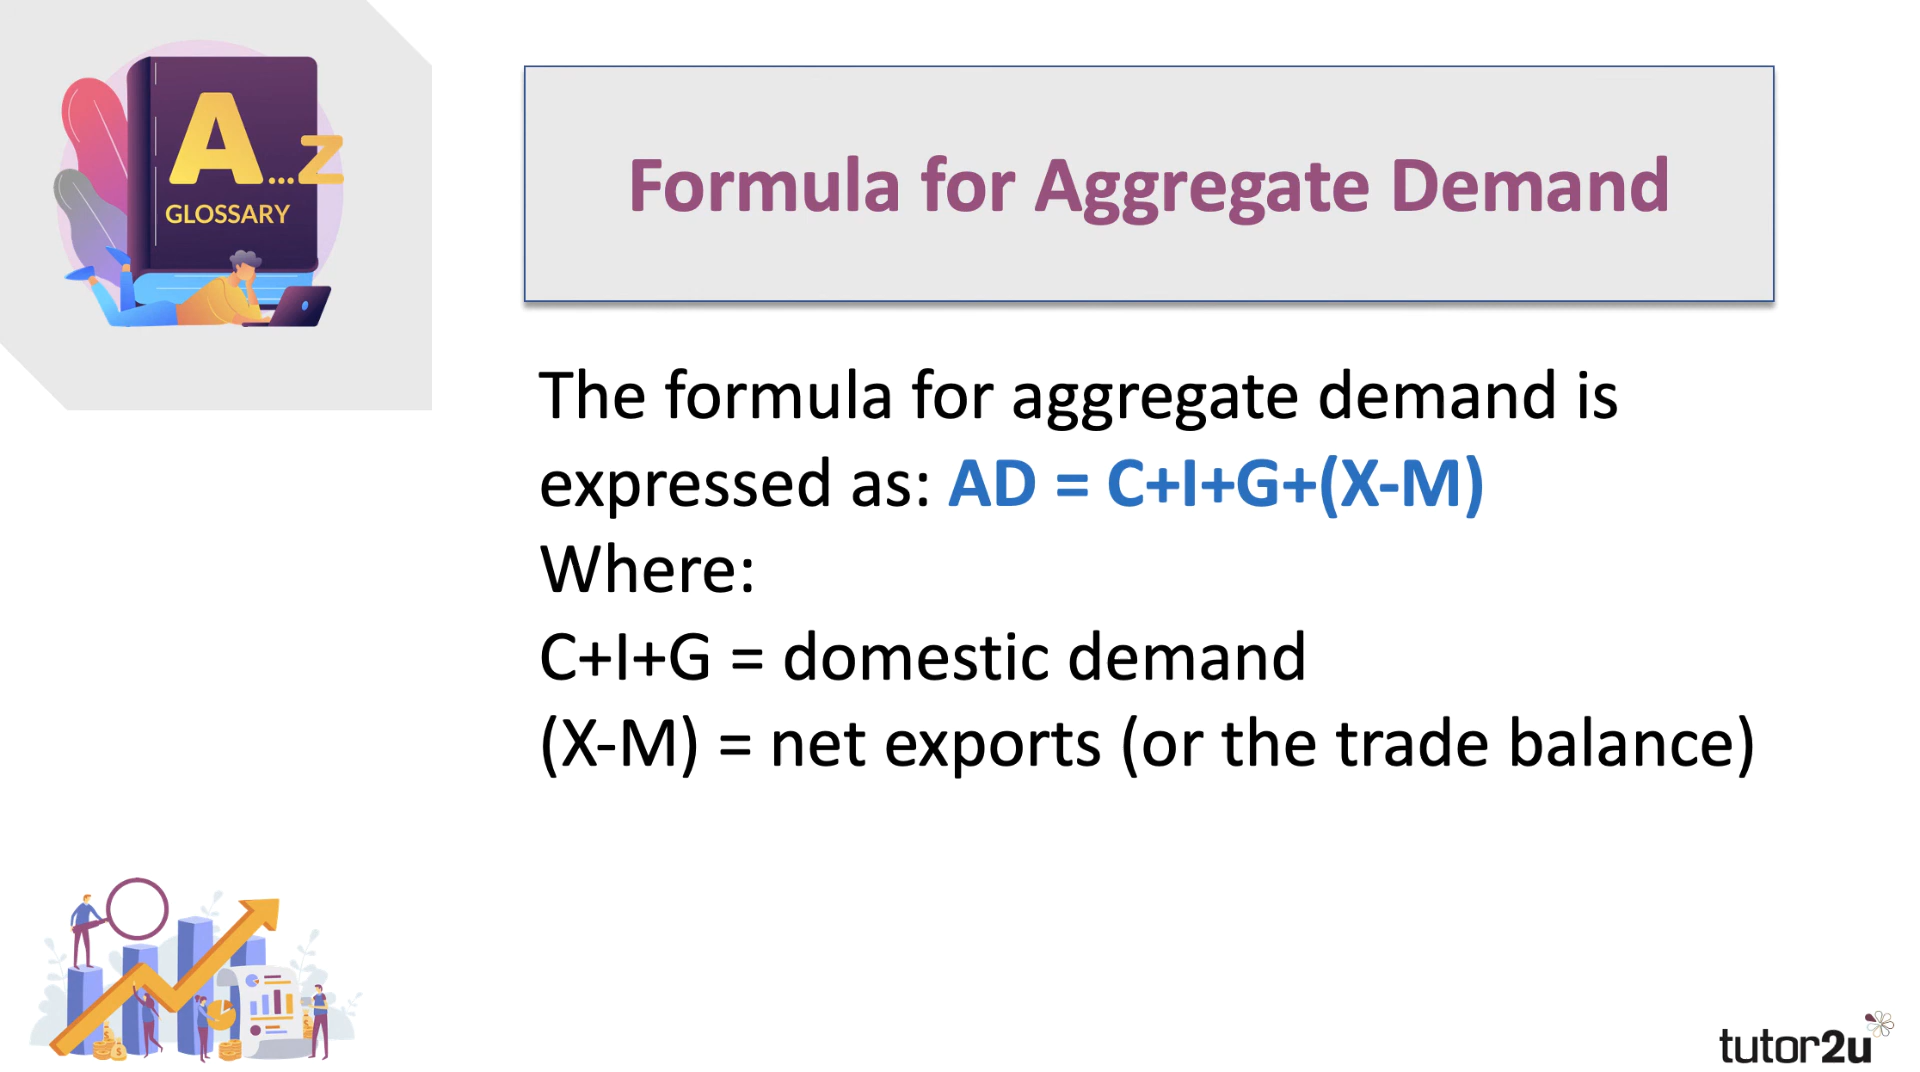 A...Z
GLOSSARY
Formula for Aggregate Demand
The formula for aggregate demand is
expressed as: AD = C+I+G+(X-M)
Where:
C+I+G = domestic demand
(X-M) = net exports (or the trade balance)
tutor2u